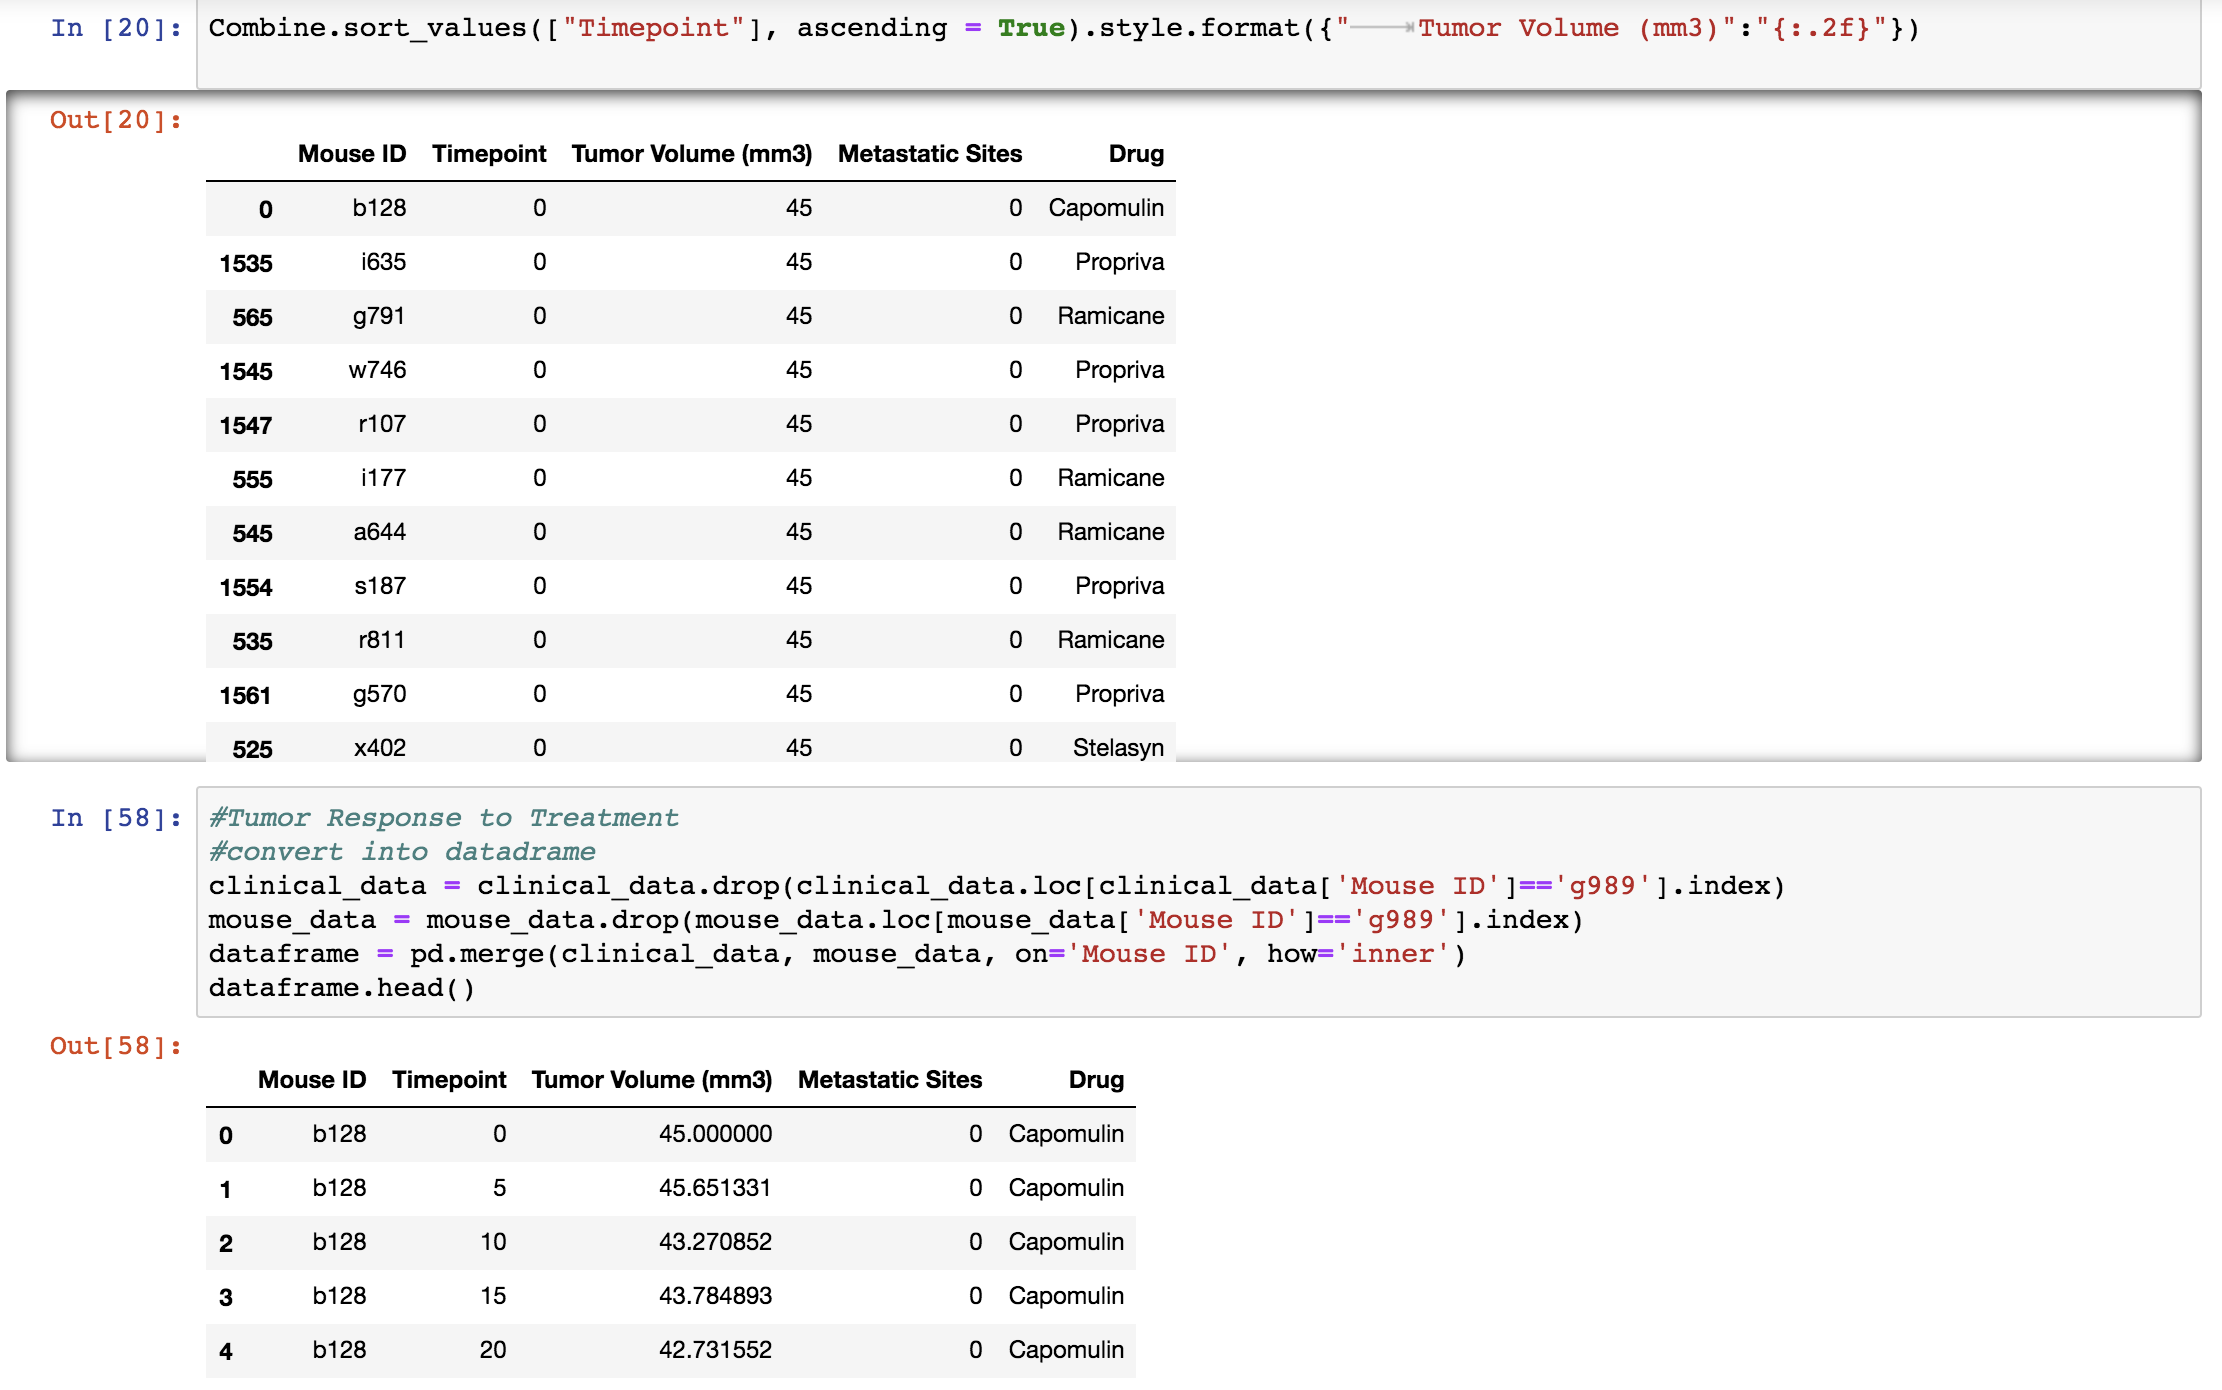 In [20]: Combine.sort_values(["Timepoint"], ascending = True).style.format({"	Tumor Volume (mm3)":"{:.2f}"})
Out[20]:
Mouse ID Timepoint Tumor Volume (mm3) Metastatic Sites Drug
0 b128 0 45 0 Capomulin
1535 i635 0 45 0 Propriva
565 g791 0 45 0 Ramicane
1545 w746 0 45 0 Propriva
1547 r107 0 45 0 Propriva
555 i177 0 45 0 Ramicane
545 a644 0 45 0 Ramicane
1554 s187 0 45 0 Propriva
535 r811 0 45 0 Ramicane
1561 g570 0 45 0 Propriva
525 x402 0 45 0 Stelasyn
In [58]: #Tumor Response to Treatment
#convert into datadrame
clinical_data = clinical_data.drop(clinical_data.loc[clinical_data['Mouse ID']=='g989'].index)
mouse_data = mouse_data.drop(mouse_data.loc[mouse_data['Mouse ID']=='g989'].index)
dataframe = pd.merge(clinical_data, mouse_data, on='Mouse ID', how='inner')
dataframe.head()
Out[58]:
Mouse ID Timepoint Tumor Volume (mm3) Metastatic Sites Drug
0 b128 0 45.000000 0 Capomulin
1 b128 5 45.651331 0 Capomulin
2 b128 10 43.270852 0 Capomulin
3 b128 15 43.784893 0 Capomulin
4 b128 20 42.731552 0 Capomulin